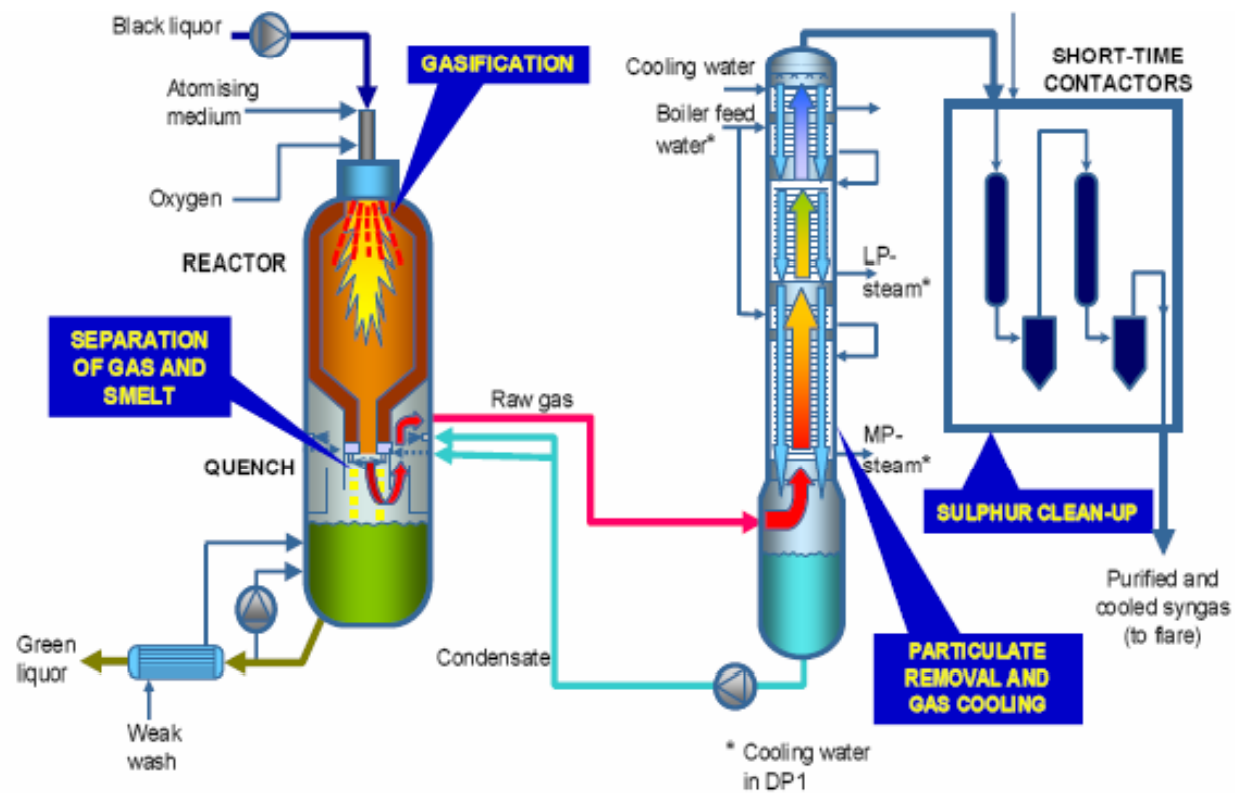 Black liquor
GASIFICATION
Atomising
medium
Oxygen
REACTOR
SEPARATION
OF GAS AND
SMELT
QUENCH
Raw gas
Green
liquor
Weak
wash
Condensate
Cooling water
Boiler feed
water*
LP-
steam*
MP-
steam*
SHORT-TIME
CONTACTORS
SULPHUR CLEAN-UP
PARTICULATE
REMOVAL AND
GAS COOLING
Purified and
cooled syngas
(to flare)
* Cooling water
in DP1